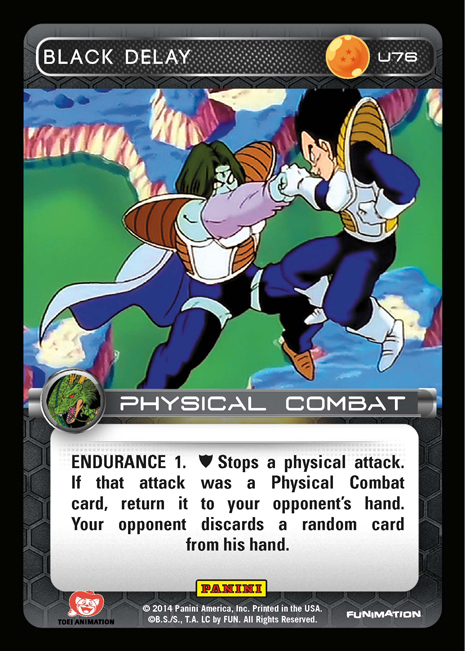 BLACK DELAY U76
PHYSICAL COMBAT
ENDURANCE 1. Stops a physical attack.
If that attack was a Physical Combat
card, return it to your opponent's hand.
Your opponent discards a random card
from his hand.
PANINI
© 2014 Panini America, Inc. Printed in the USA.
©B.S./S., T.A. LC by FUN. All Rights Reserved.
TOEI ANIMATION
FUNIMATION